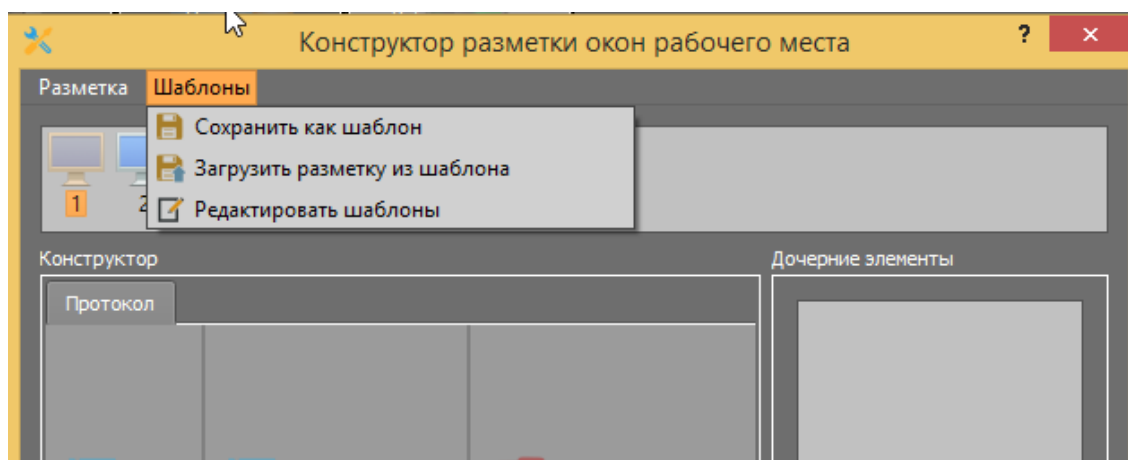 Конструктор разметки окон рабочего места ? ×
Разметка Шаблоны
Сохранить как шаблон
Загрузить разметку из шаблона
1 2 Редактировать шаблоны
Конструктор Дочерние элементы
Протокол